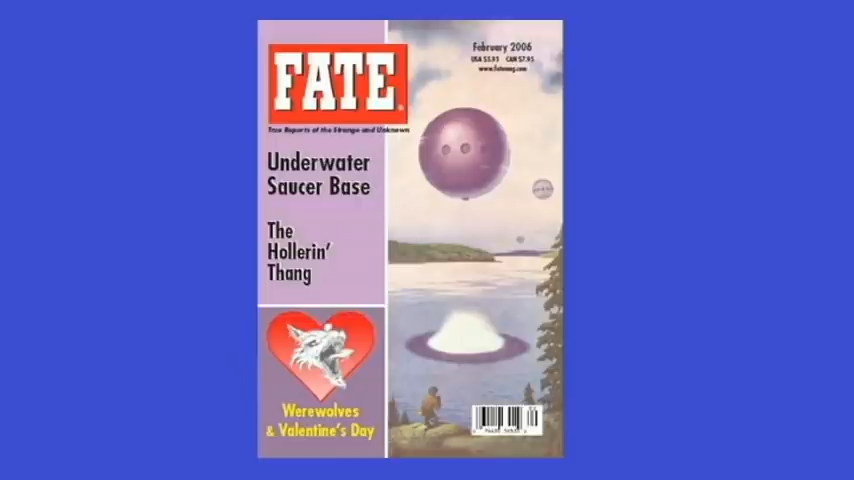 FATE
True Reports of the Strange and Unknown
February 2006
USA $5.95 CAN $7.95
www.fatemag.com
Underwater
Saucer Base
The
Hollerin'
Thang
Werewolves
& Valentine's Day